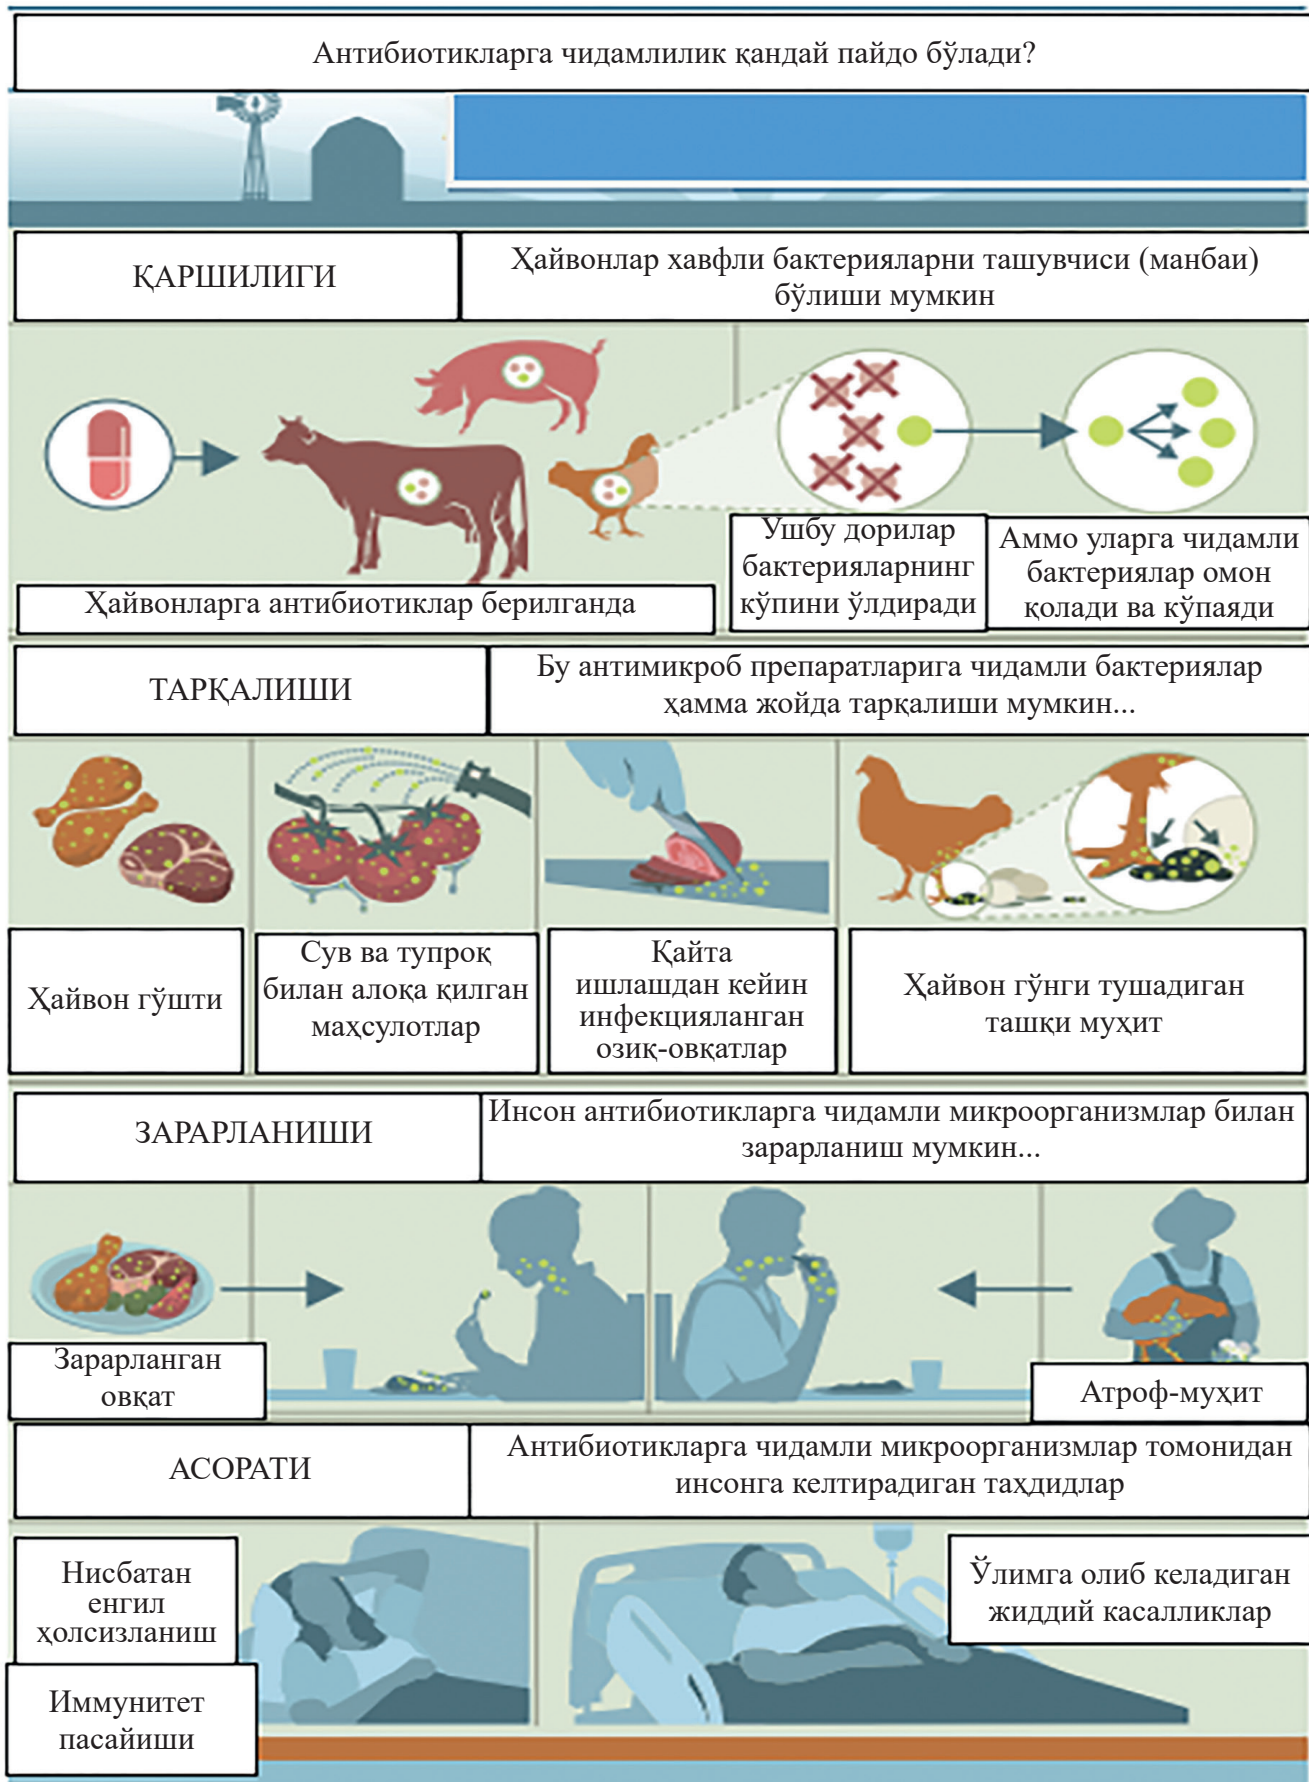 Антибиотикларга чидамлилик қандай пайдо бўлади?
ҚАРШИЛИГИ
Ҳайвонлар хавфли бактерияларни ташувчиси (манбаи)
бўлиши мумкин
Ҳайвонларга антибиотиклар берилганда
Ушбу дорилар
бактерияларнинг
кўпини ўлдиради
Аммо уларга чидамли
бактериялар омон
қолади ва кўпаяди
ТАРҚАЛИШИ
Бу антимикроб препаратларига чидамли бактериялар
ҳамма жойда тарқалиши мумкин...
Ҳайвон гўшти
Сув ва тупроқ
билан алоқа қилган
маҳсулотлар
Қайта
ишлашдан кейин
инфекцияланган
озиқ-овқатлар
Ҳайвон гўнги тушадиган
ташқи муҳит
ЗАРАРЛАНИШИ
Инсон антибиотикларга чидамли микроорганизмлар билан
зарарланиш мумкин...
Зарарланган
овқат
Атроф-муҳит
АСОРАТИ
Антибиотикларга чидамли микроорганизмлар томонидан
инсонга келтирадиган таҳдидлар
Нисбатан
енгил
ҳолсизланиш
Иммунитет
пасайиши
Ўлимга олиб келадиган
жиддий касалликлар